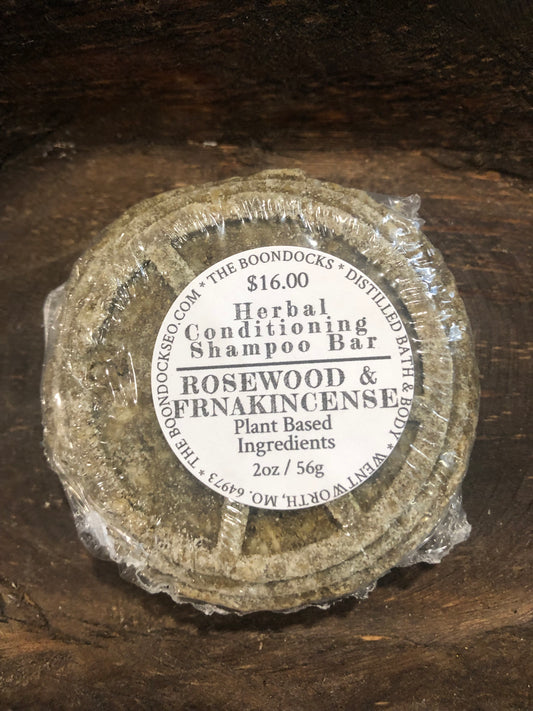 * THE BOONDOCKS * DISTILLED BATH & BODY * WENTWORTH, MO. 64973 * THE BOONDOCKSEO.COM
$16.00
Herbal
Conditioning
Shampoo Bar
ROSEWOOD &
FRNAKINCENSE
Plant Based
Ingredients
2oz / 56g